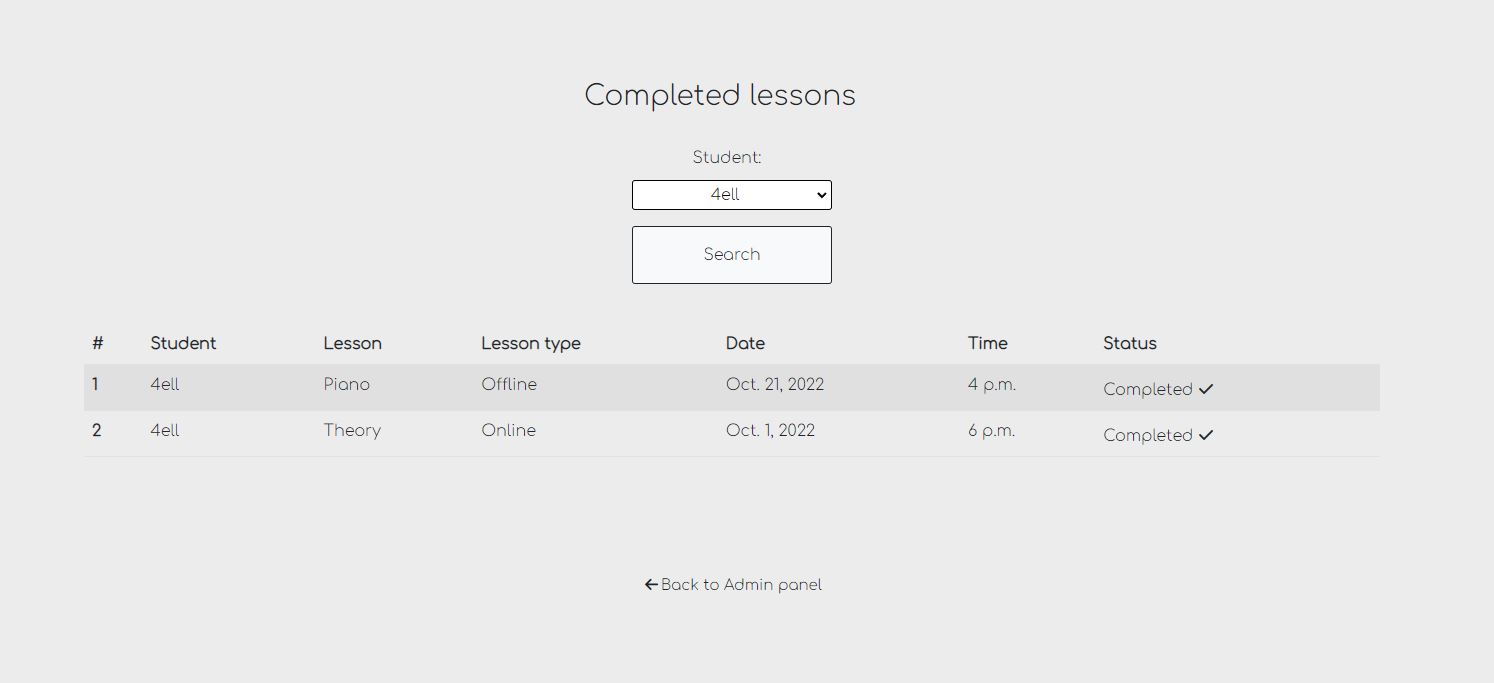 Completed lessons
Student:
4ell
Search
# Student Lesson Lesson type Date Time Status
1 4ell Piano Offline Oct. 21, 2022 4 p.m. Completed
2 4ell Theory Online Oct. 1, 2022 6 p.m. Completed
Back to Admin panel